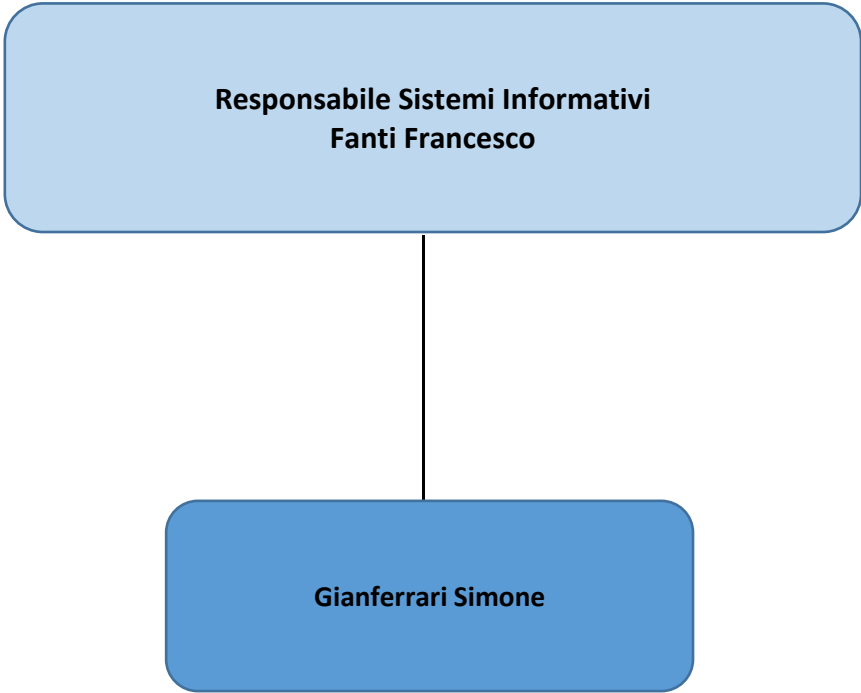 Responsabile Sistemi Informativi
Fanti Francesco
Gianferrari Simone